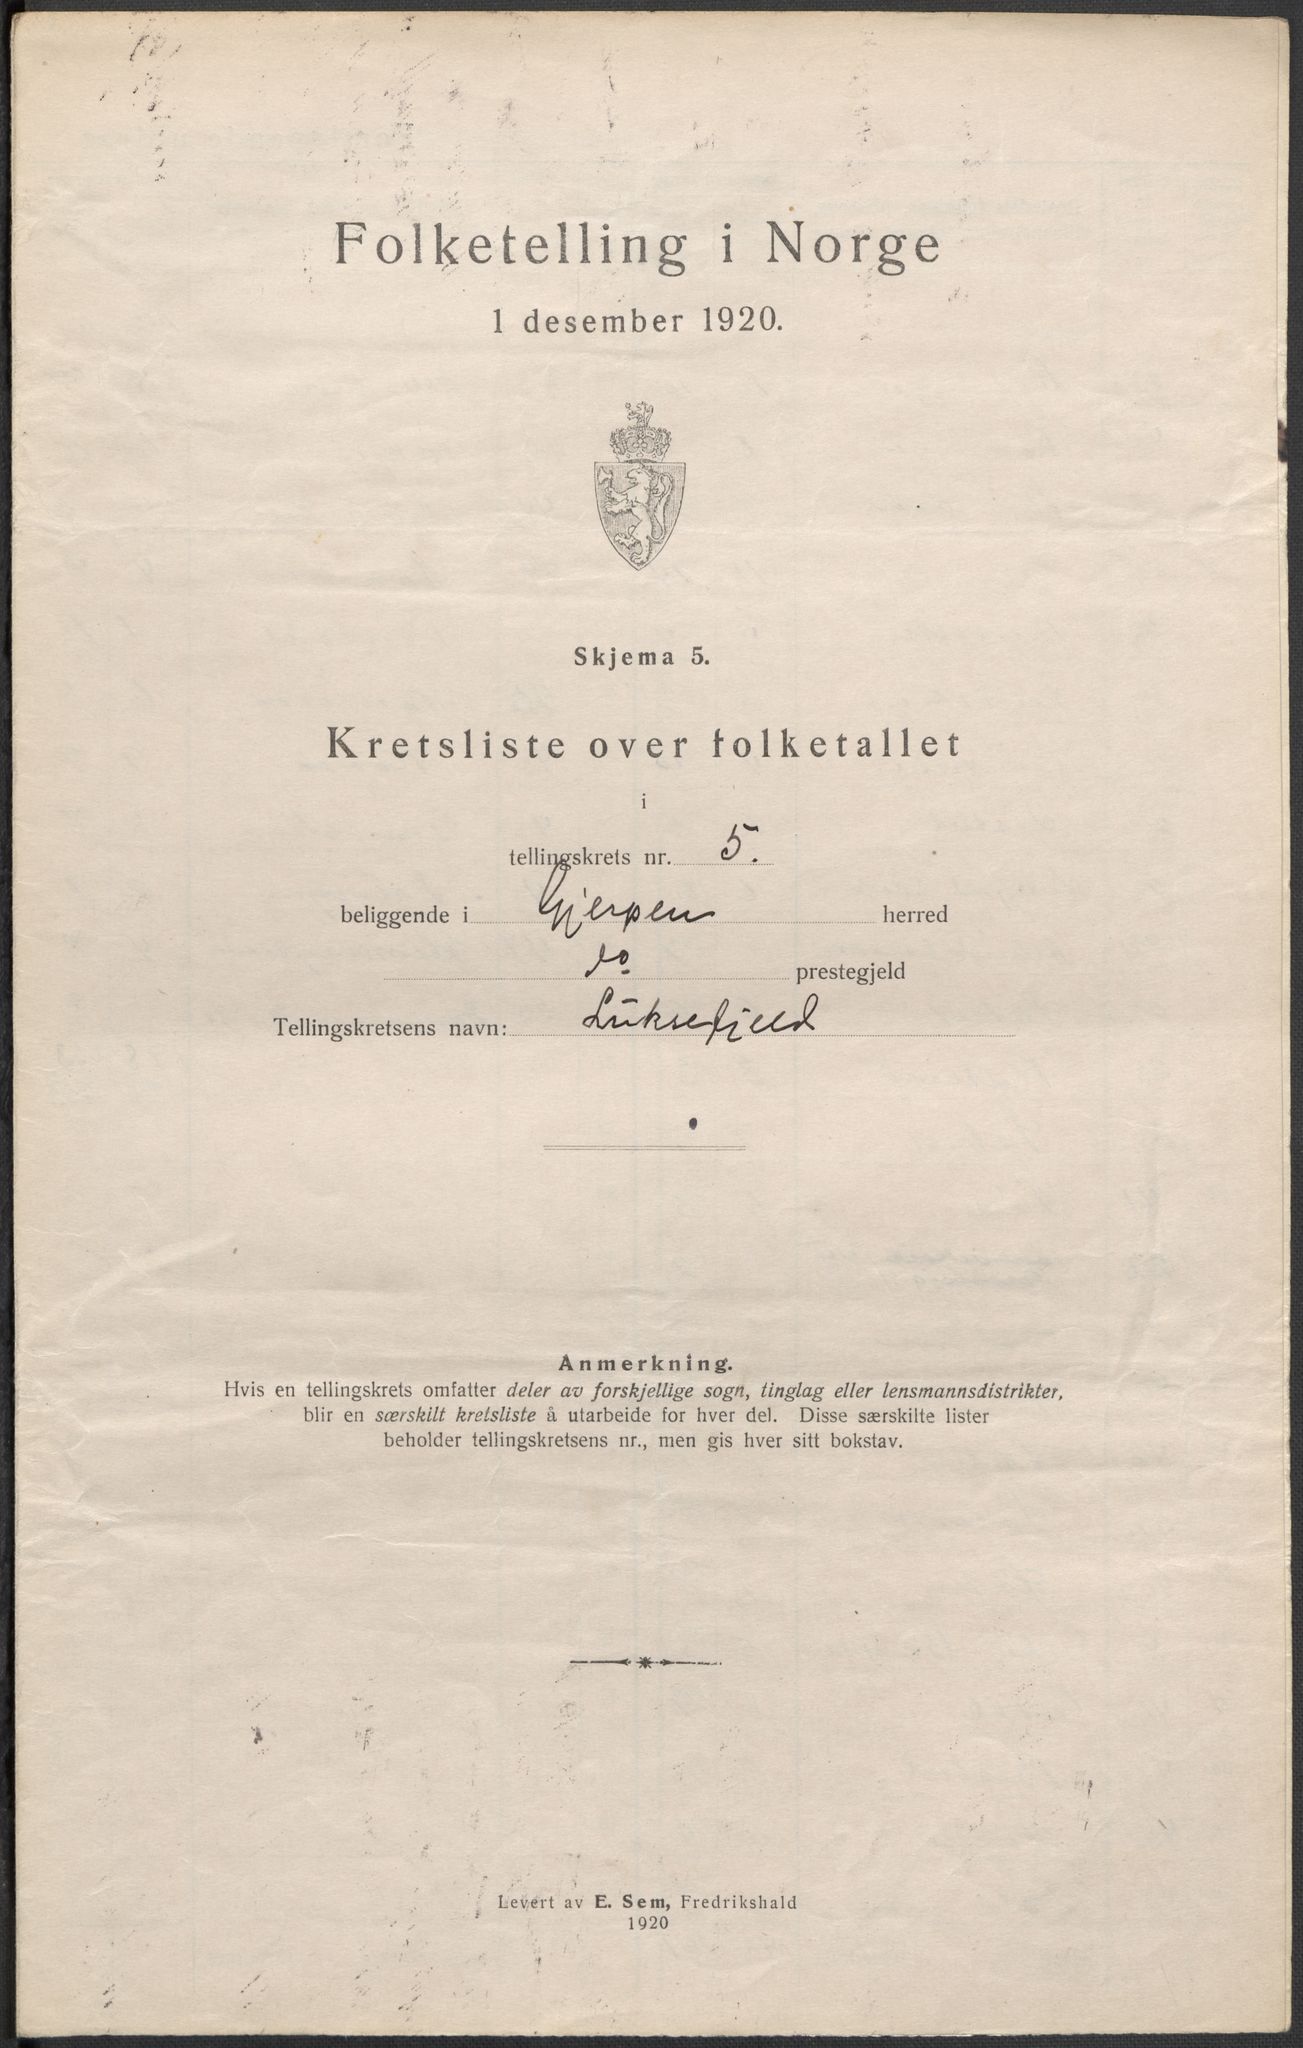 Folketelling i Norge
1 desember 1920.
Skjema 5.
Kretsliste over folketallet
i
tellingskrets nr. 5.
beliggende i Gjerpen herred
do prestegjeld
Tellingskretsens navn: Luksefjeld
Anmerkning.
Hvis en tellingskrets omfatter deler av forskjellige sogn, tinglag eller lensmannsdistrikter,
blir en særskilt kretsliste å utarbeide for hver del. Disse særskilte lister
beholder tellingskretsens nr., men gis hver sitt bokstav.
Levert av E. Sem, Fredrikshald
1920